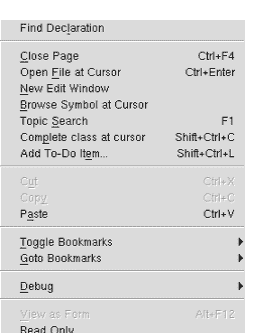 Find Declaration
Close Page Ctrl+F4
Open File at Cursor Ctrl+Enter
New Edit Window
Browse Symbol at Cursor
Topic Search F1
Complete class at cursor Shift+Ctrl+C
Add To-Do Item... Shift+Ctrl+L
Cut Ctrl+X
Copy Ctrl+C
Paste Ctrl+V
Toggle Bookmarks
Goto Bookmarks
Debug
View as Form Alt+F12
Read Only